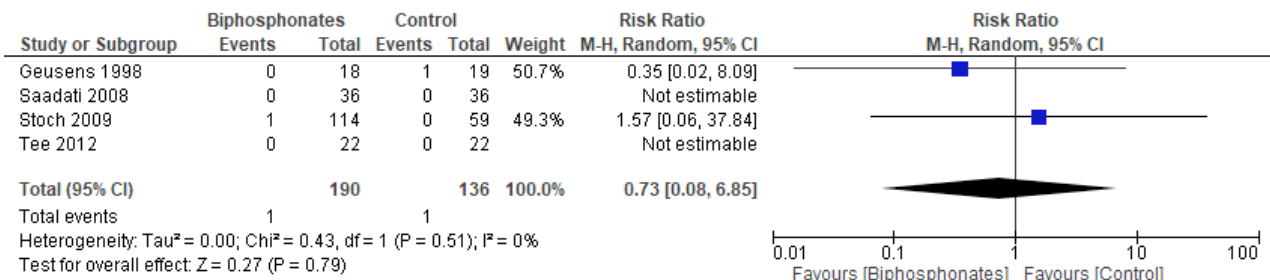 Biphosphonates Control Risk Ratio Risk Ratio
Study or Subgroup Events Total Events Total Weight M-H, Random, 95% CI M-H, Random, 95% CI
Geusens 1998 0 18 1 19 50.7% 0.35 [0.02, 8.09]
Saadati 2008 0 36 0 36 Not estimable
Stoch 2009 1 114 0 59 49.3% 1.57 [0.06, 37.84]
Tee 2012 0 22 0 22 Not estimable
Total (95% CI) 190 136 100.0% 0.73 [0.08, 6.85]
Total events 1 1
Heterogeneity: Tau² = 0.00; Chi² = 0.43, df = 1 (P = 0.51); I² = 0%
Test for overall effect: Z = 0.27 (P = 0.79)
0.01 0.1 1 10 100
Favours [Biphosphonates] Favours [Control]